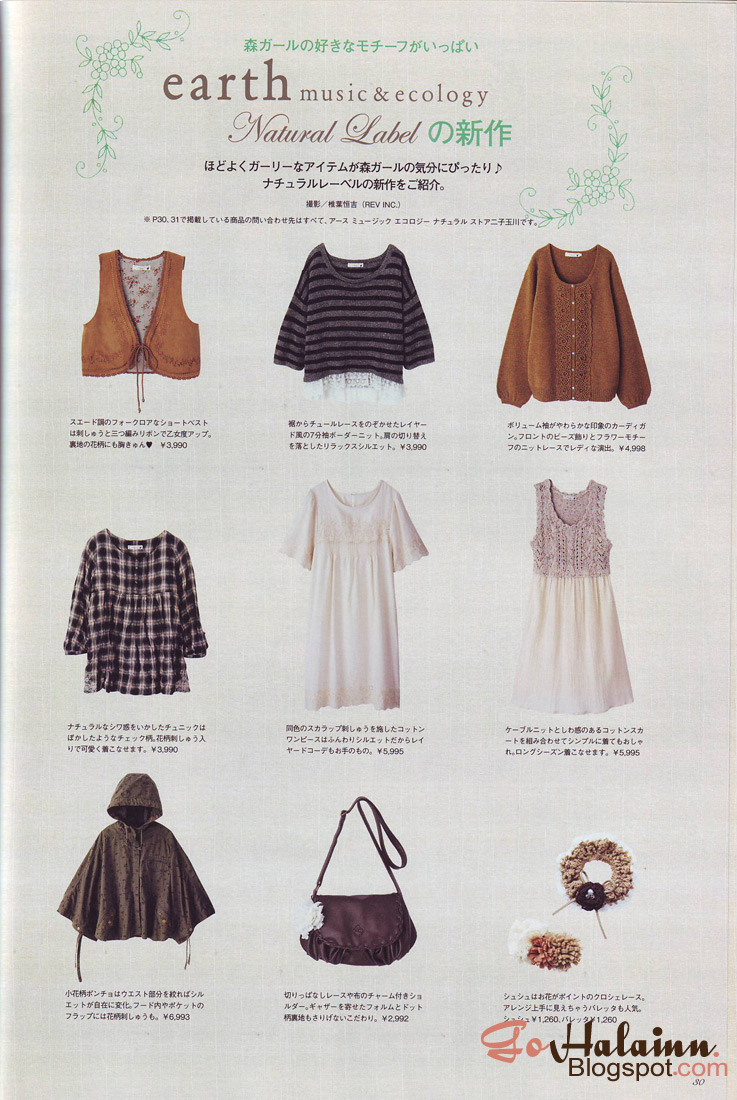 森ガールの好きなモチーフがいっぱい
earth music & ecology
Natural Label の新作
ほどよくガーリーなアイテムが森ガールの気分にぴったり♪
ナチュラルレーベルの新作をご紹介。
撮影／椎葉恒吉（REV INC.）
※ P30, 31で掲載している商品の問い合わせ先はすべて、アース ミュージック エコロジー ナチュラル ストア二子玉川です。
スエード調のフォークロアなショートベスト
は刺しゅうと三つ編みリボンで乙女度アップ。
裏地の花柄にも胸きゅん♥ ￥3,990
裾からチュールレースをのぞかせたレイヤー
ド風の7分袖ボーダーニット。肩の切り替え
を落としたリラックスシルエット。￥3,990
ボリューム袖がやわらかな印象のカーディガ
ン。フロントのビーズ飾りとフラワーモチー
フのニットレースでレディな演出。￥4,998
ナチュラルなシワ感をいかしたチュニックは
ぼかしたようなチェック柄。花柄刺しゅう入
りで可愛く着こなせます。￥3,990
同色のスカラップ刺しゅうを施したコットン
ワンピースはふんわりシルエットだからレイ
ヤードコーデもお手のもの。￥5,995
ケーブルニットとしわ感のあるコットンスカ
ートを組み合わせてシンプルに着てもおしゃ
れ。ロングシーズン着こなせます。￥5,995
小花柄ポンチョはウエスト部分を絞ればシル
エットが自在に変化。フード内やポケットの
フラップには花柄刺しゅうも。￥6,993
切りっぱなしレースや布のチャーム付きショ
ルダー。ギャザーを寄せたフォルムとドット
柄裏地もさりげないこだわり。￥2,992
シュシュはお花がポイントのクロシェレース。
アレンジ上手に見えちゃうバレッタも人気。
シュシュ￥1,260、バレッタ￥1,260
Go Halainn.
Blogspot.com
30